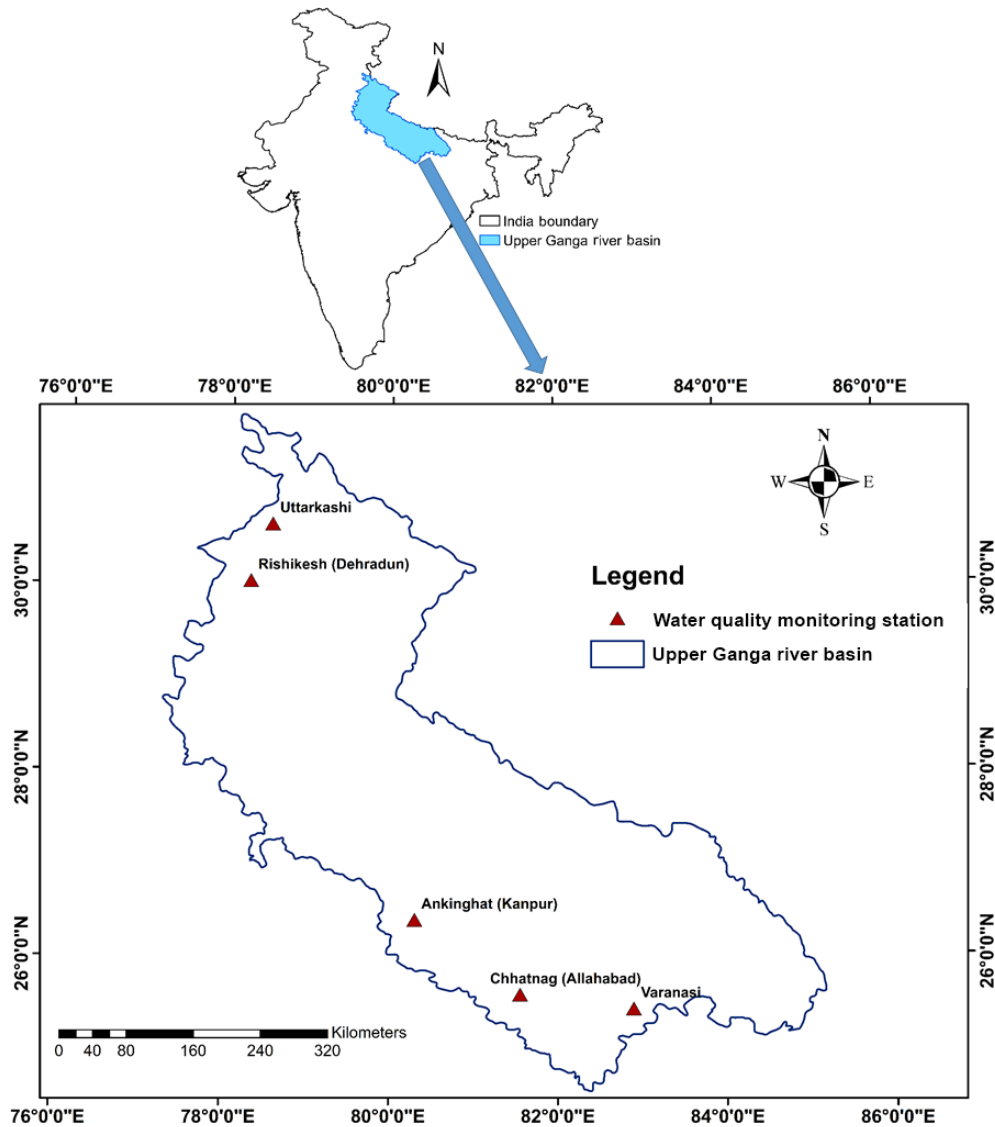 N
India boundary
Upper Ganga river basin
76°0'0"E 78°0'0"E 80°0'0"E 82°0'0"E 84°0'0"E 86°0'0"E
N
W E
S
Uttarkashi
Rishikesh (Dehradun)
30°0'0"N
30°0'0"N
Legend
Water quality monitoring station
Upper Ganga river basin
28°0'0"N
28°0'0"N
Ankinghat (Kanpur)
26°0'0"N
26°0'0"N
Chhatnag (Allahabad)
Varanasi
Kilometers
0 40 80 160 240 320
76°0'0"E 78°0'0"E 80°0'0"E 82°0'0"E 84°0'0"E 86°0'0"E